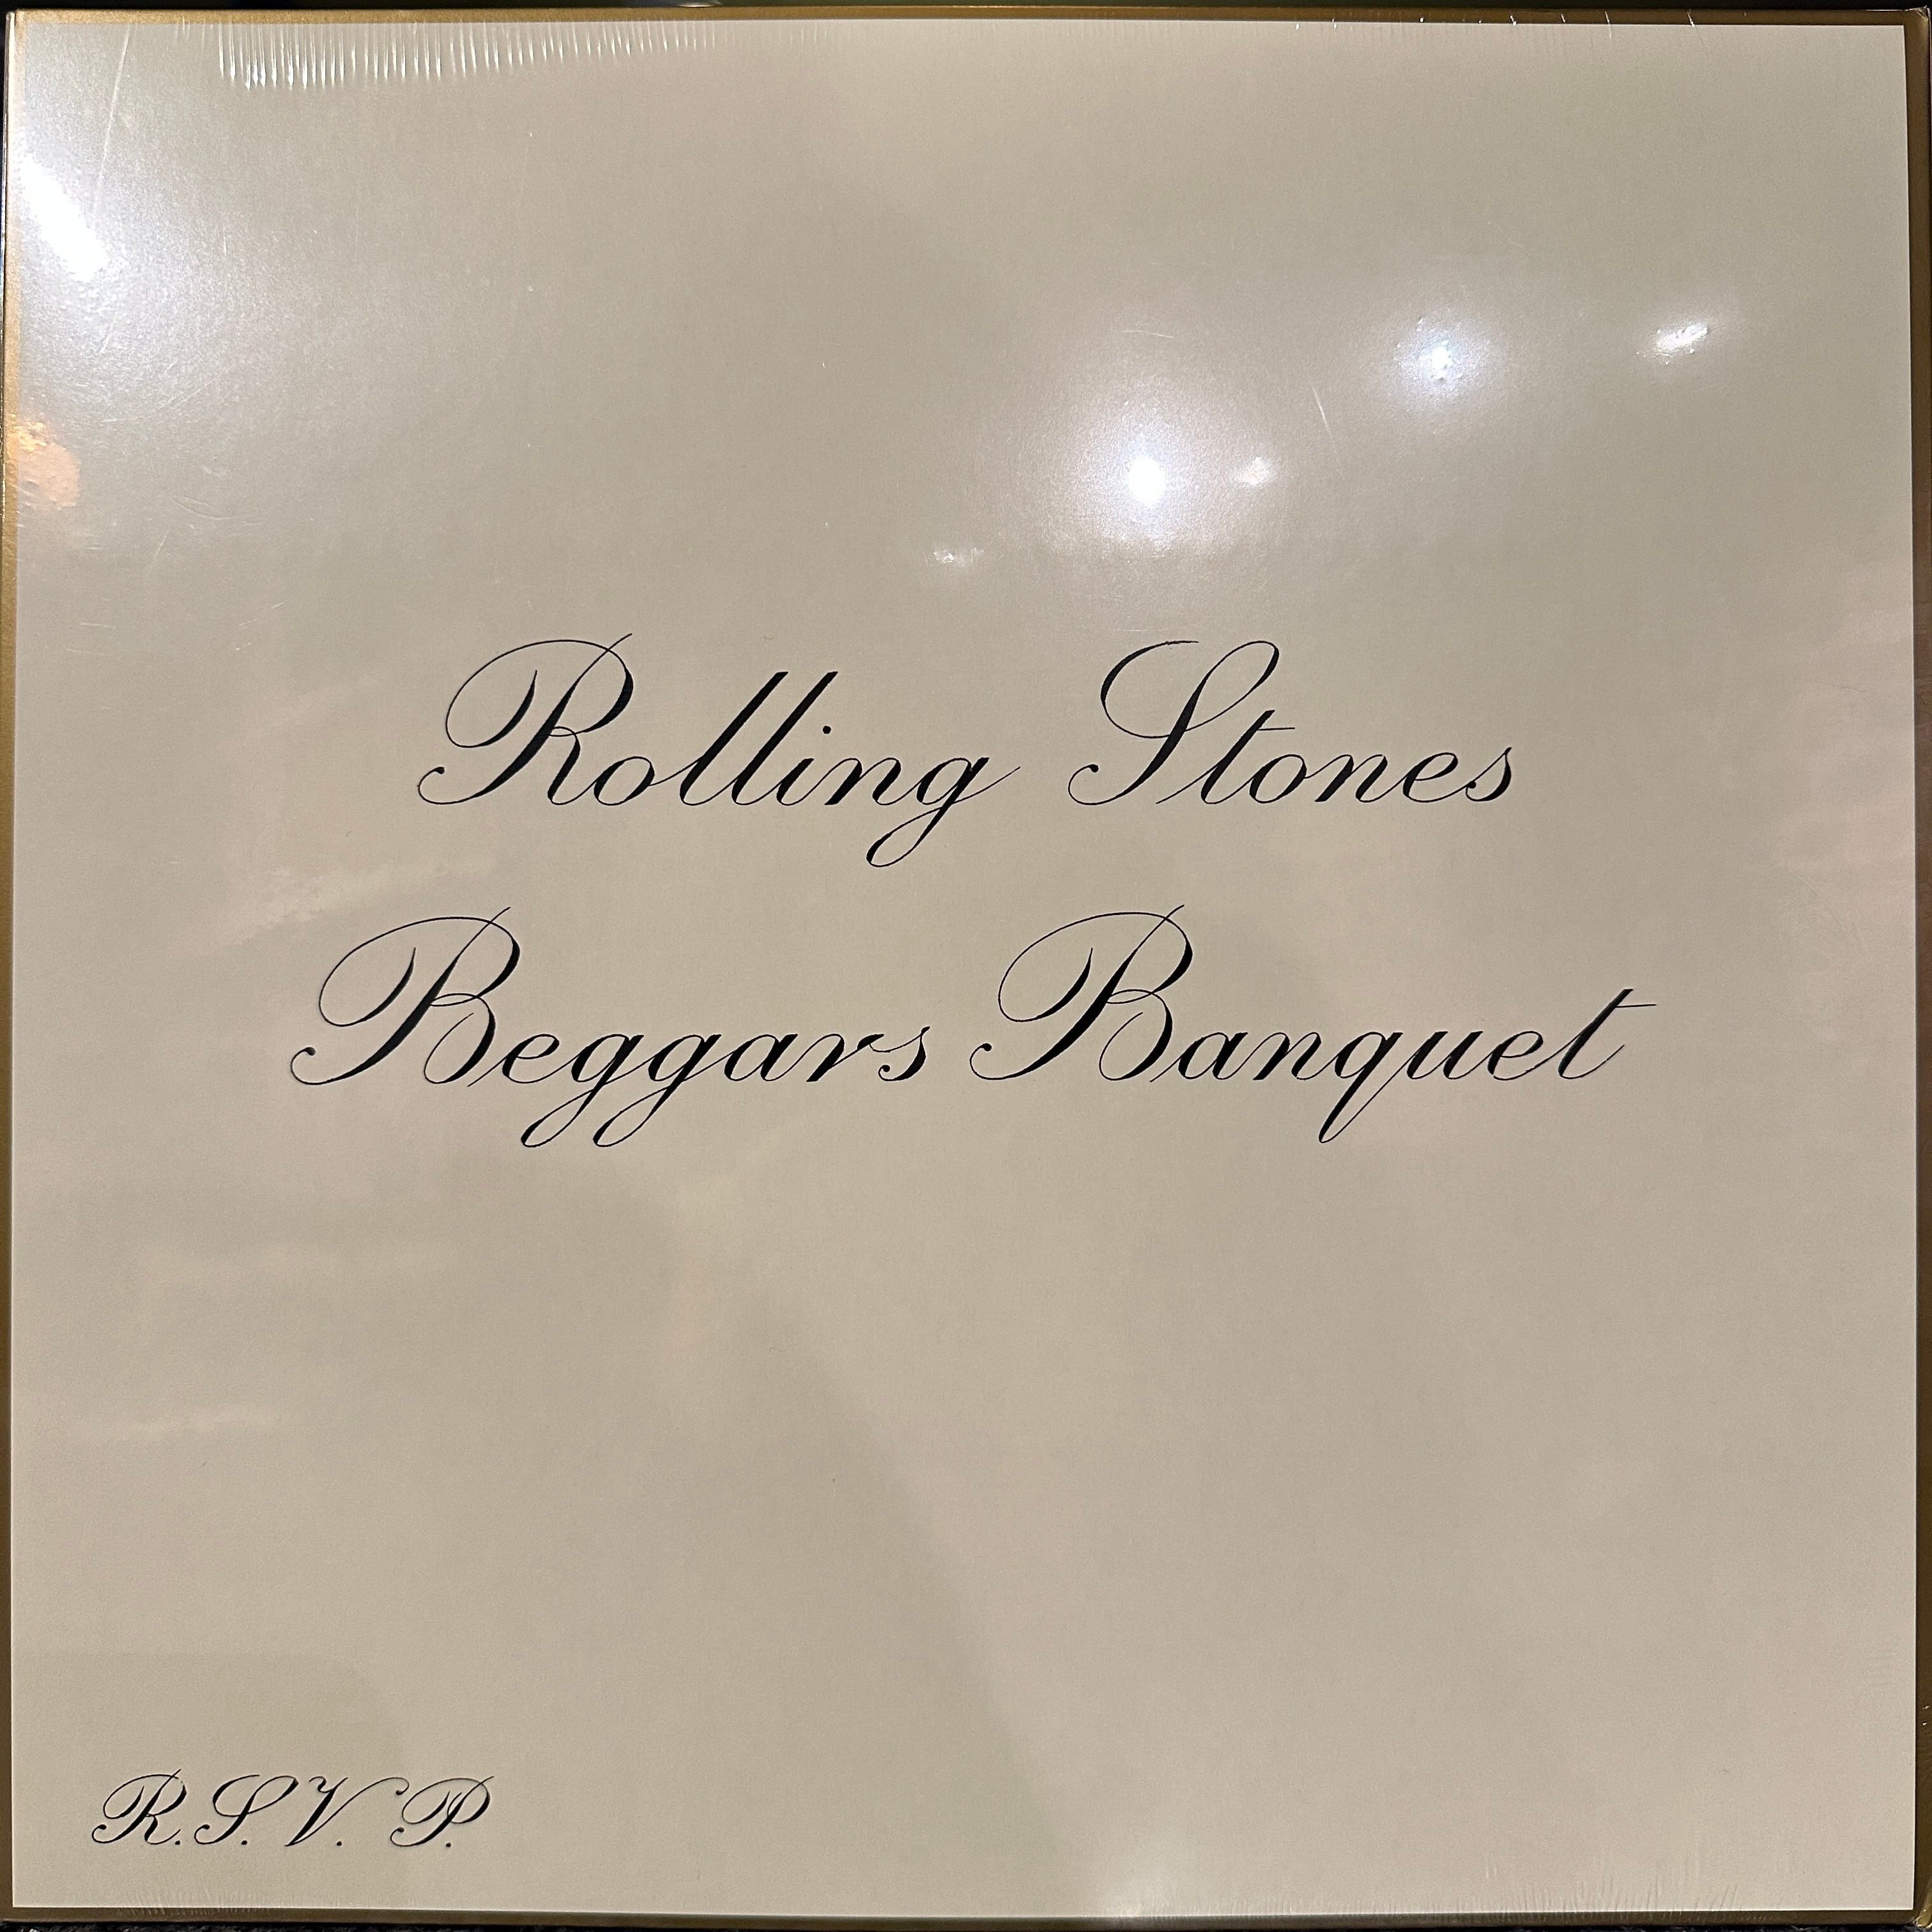 Rolling Stones
Beggars Banquet
R.S.V.P.